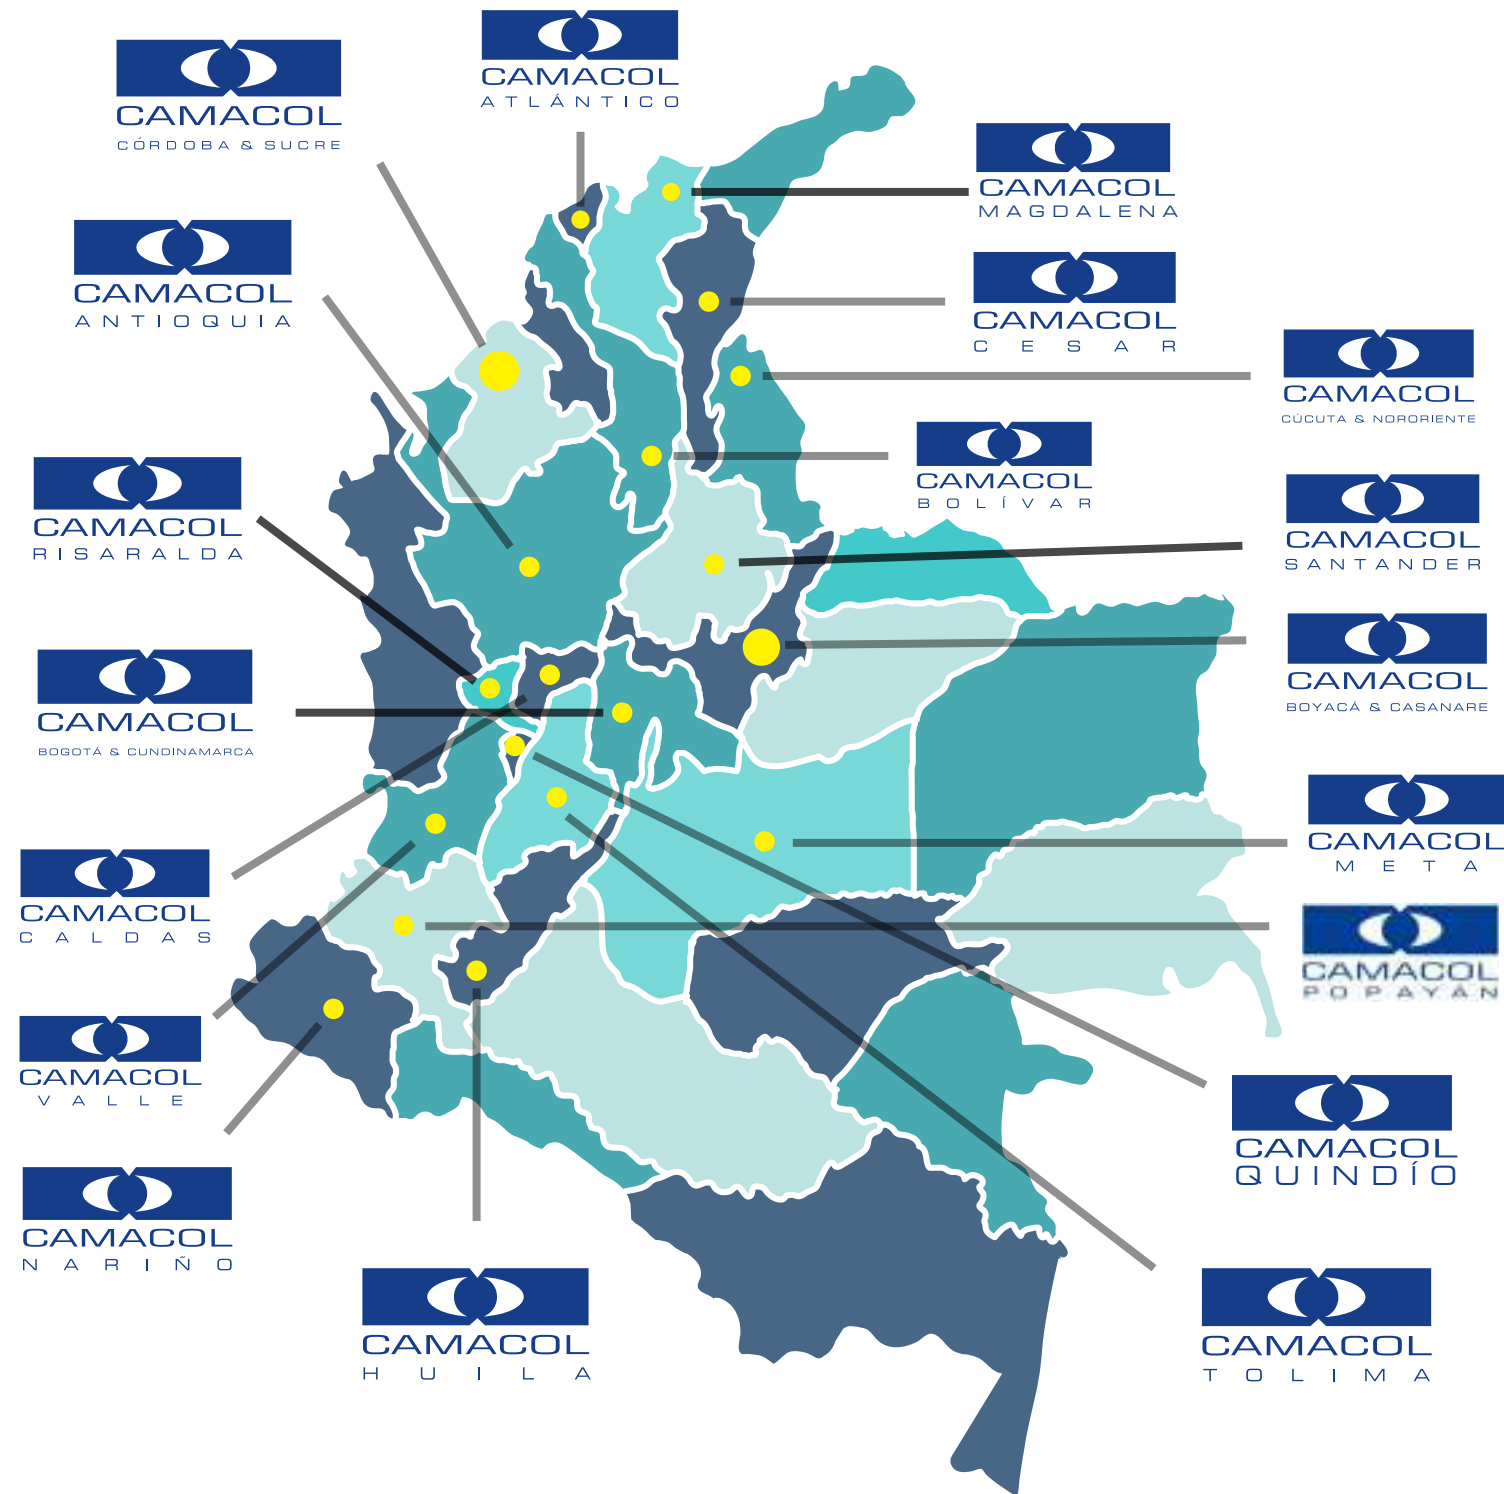 CAMACOL
ATLÁNTICO
CAMACOL
CÓRDOBA & SUCRE
CAMACOL
MAGDALENA
CAMACOL
ANTIOQUIA
CAMACOL
CESAR
CAMACOL
CÚCUTA & NORORIENTE
CAMACOL
BOLÍVAR
CAMACOL
RISARALDA
CAMACOL
SANTANDER
CAMACOL
BOGOTÁ & CUNDINAMARCA
CAMACOL
BOYACÁ & CASANARE
CAMACOL
META
CAMACOL
CALDAS
CAMACOL
POPAYÁN
CAMACOL
VALLE
CAMACOL
QUINDÍO
CAMACOL
NARIÑO
CAMACOL
HUILA
CAMACOL
TOLIMA